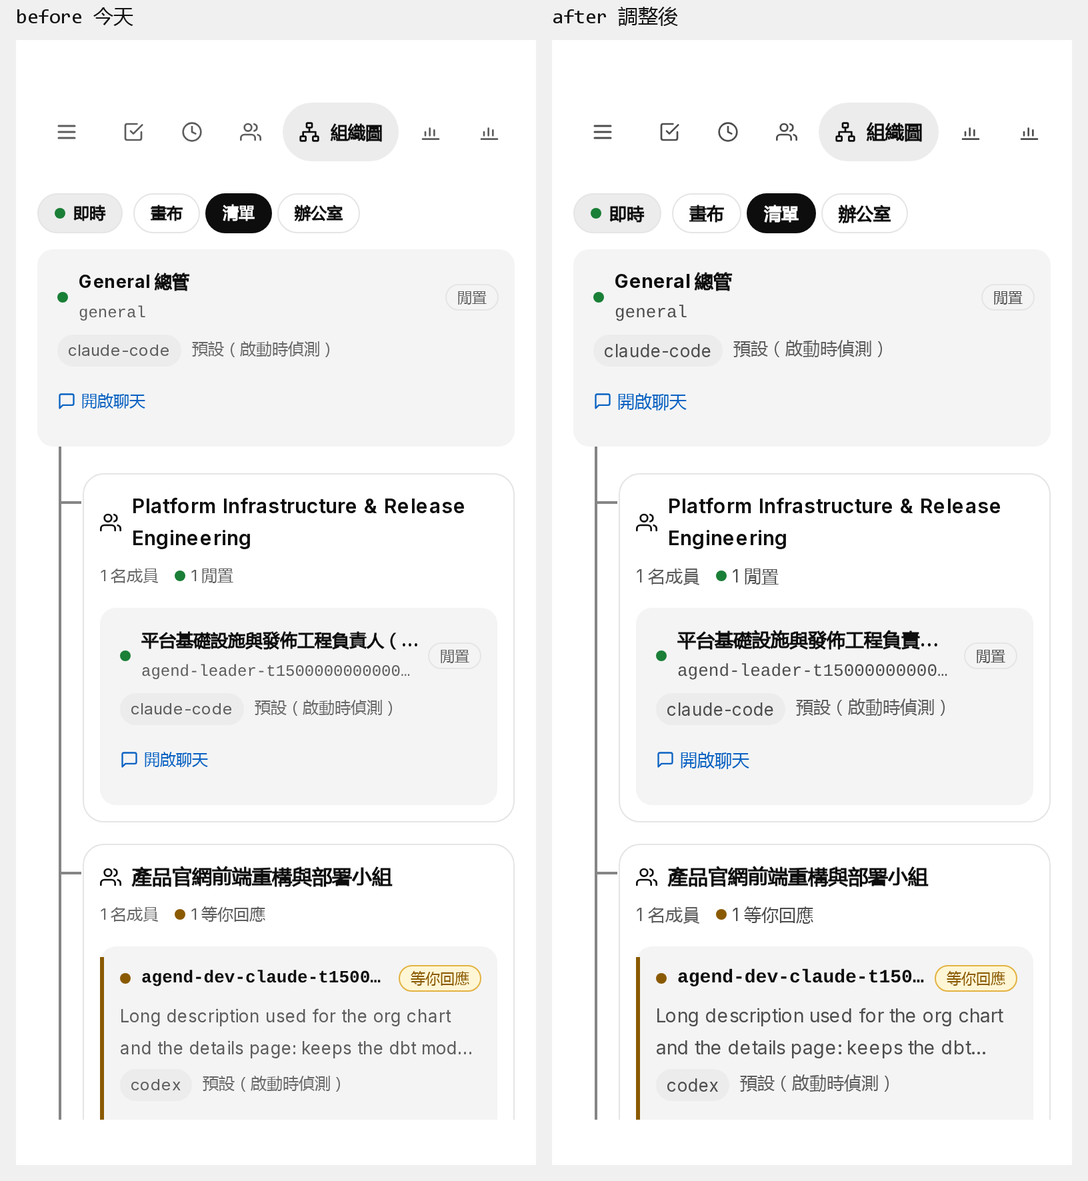 before 今天
組織圖
即時
畫布
清單
辦公室
General 總管
general
閒置
claude-code
預設（啟動時偵測）
開啟聊天
Platform Infrastructure & Release
Engineering
1 名成員
1 閒置
平台基礎設施與發佈工程負責人（…
agend-leader-t1500000000000…
閒置
claude-code
預設（啟動時偵測）
開啟聊天
產品官網前端重構與部署小組
1 名成員
1 等你回應
agend-dev-claude-t1500…
等你回應
Long description used for the org chart
and the details page: keeps the dbt mod…
codex
預設（啟動時偵測）
after 調整後
組織圖
即時
畫布
清單
辦公室
General 總管
general
閒置
claude-code
預設（啟動時偵測）
開啟聊天
Platform Infrastructure & Release
Engineering
1 名成員
1 閒置
平台基礎設施與發佈工程負責…
agend-leader-t15000000000…
閒置
claude-code
預設（啟動時偵測）
開啟聊天
產品官網前端重構與部署小組
1 名成員
1 等你回應
agend-dev-claude-t150…
等你回應
Long description used for the org chart
and the details page: keeps the dbt…
codex
預設（啟動時偵測）